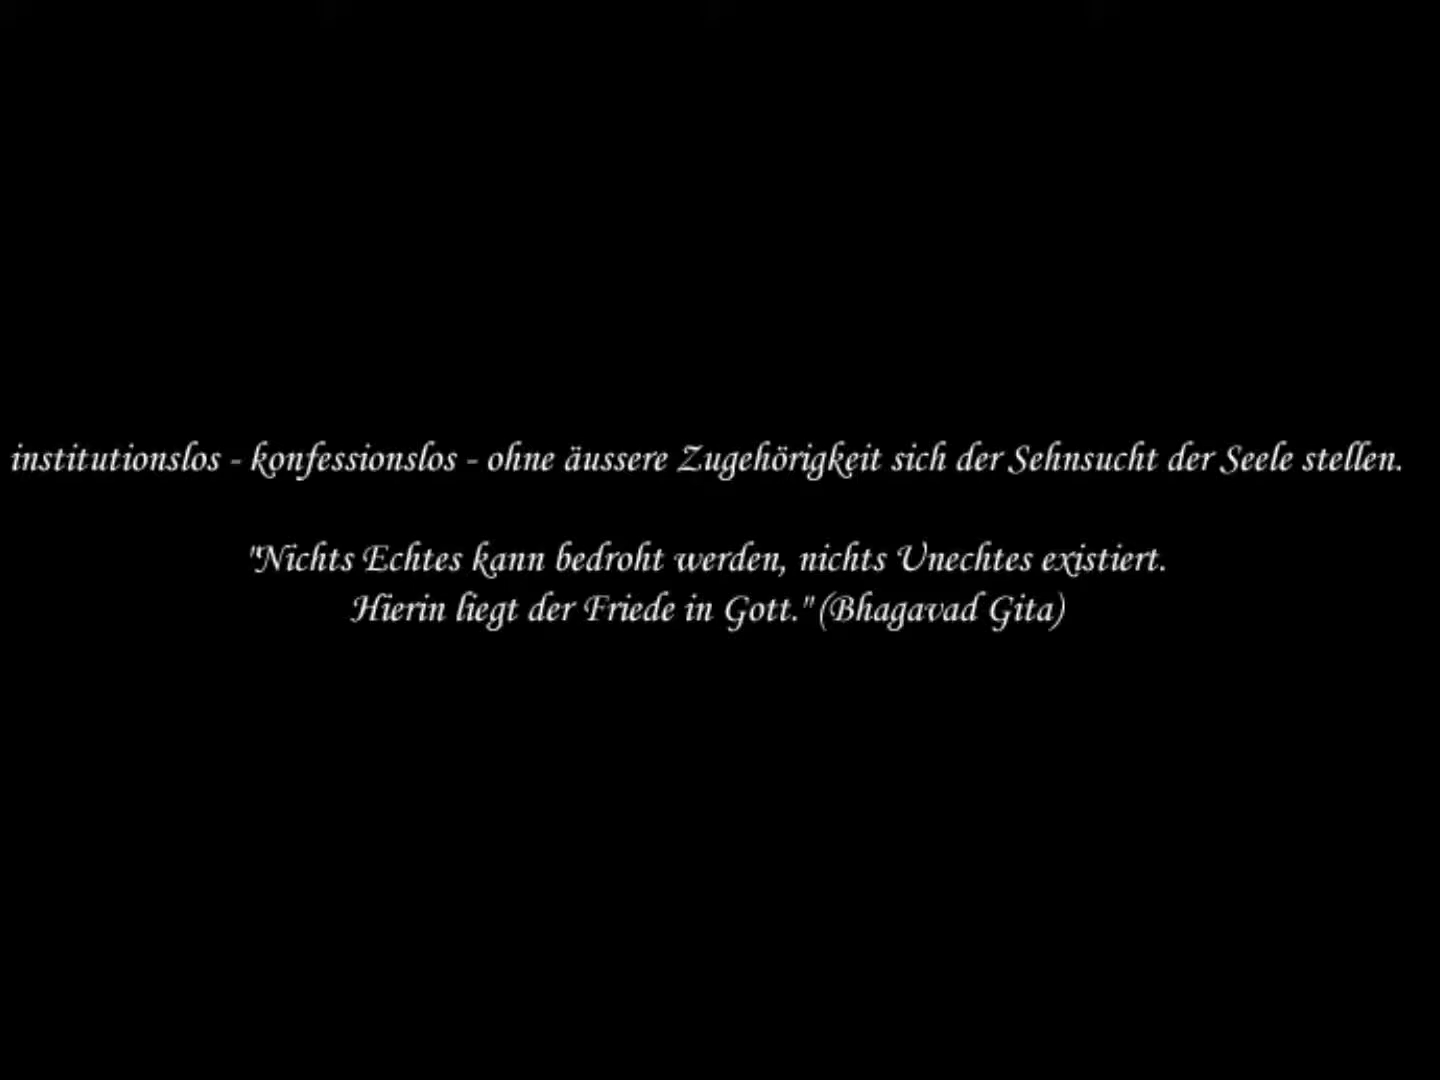 institutionslos - konfessionslos - ohne äussere Zugehörigkeit sich der Sehnsucht der Seele stellen.
"Nichts Echtes kann bedroht werden, nichts Unechtes existiert.
Hierin liegt der Friede in Gott." (Bhagavad Gita)